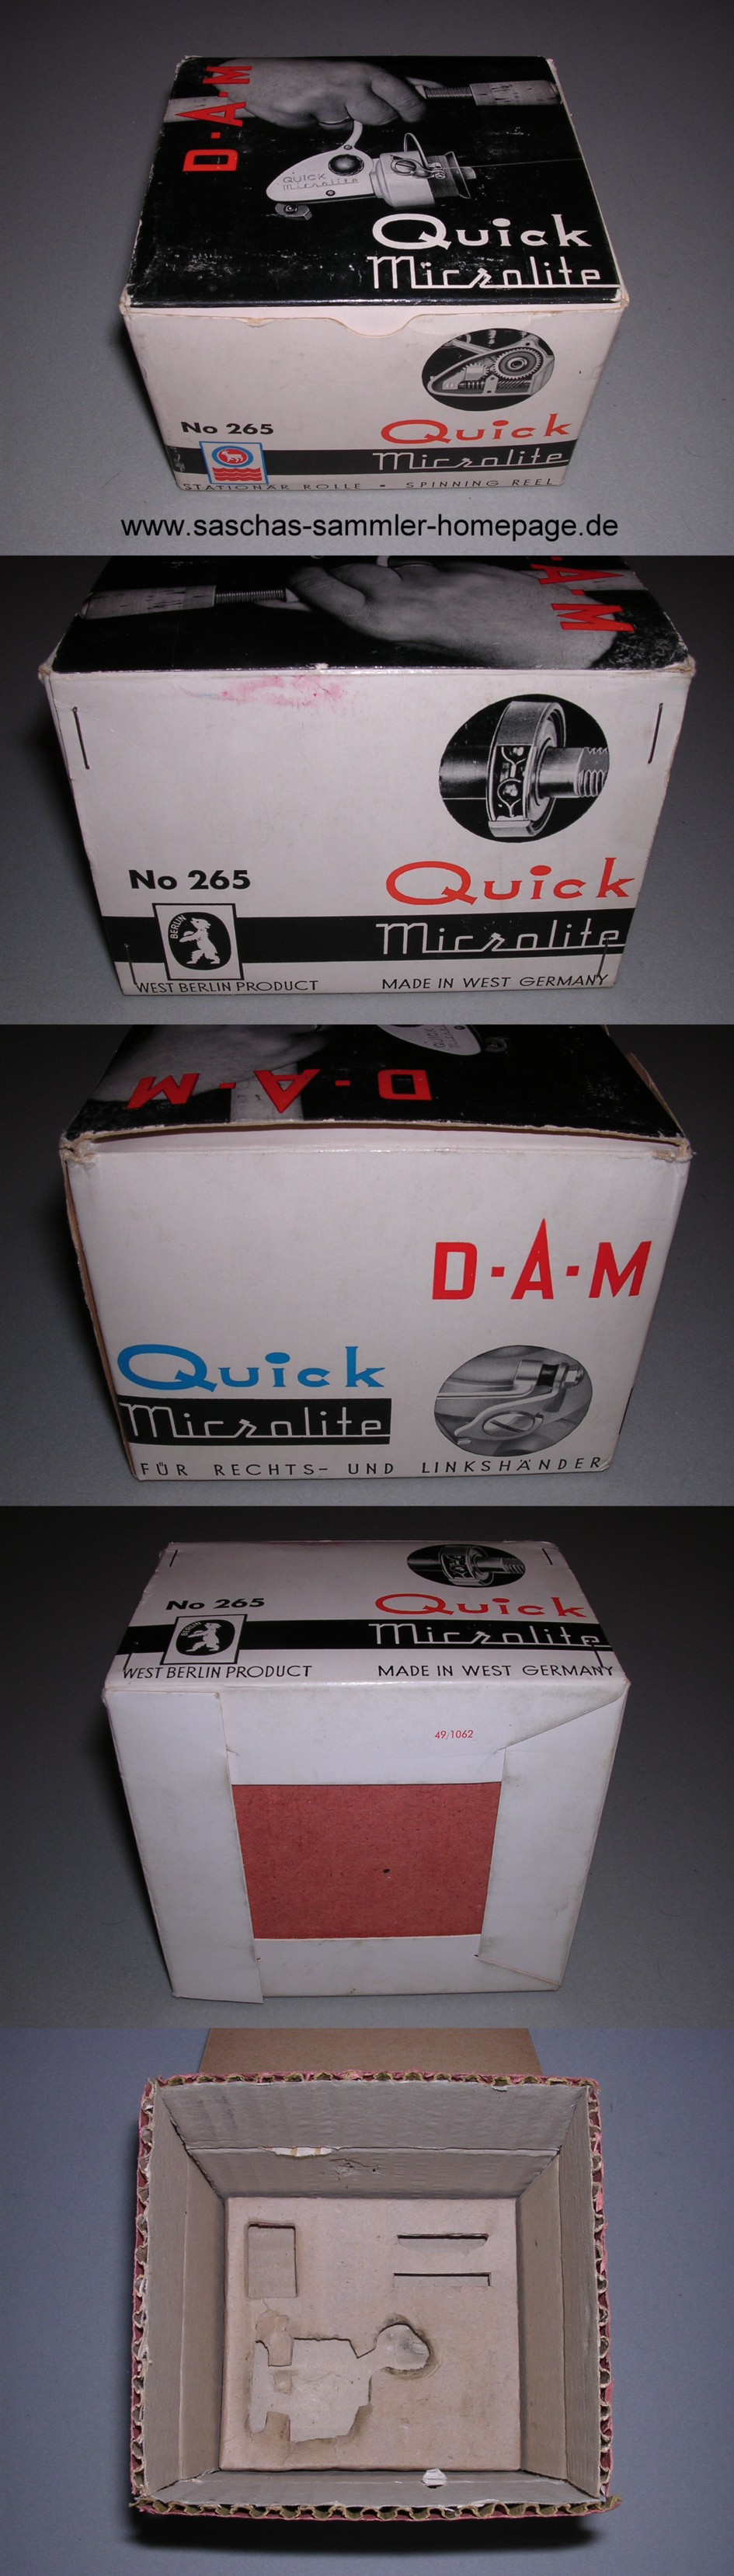 D·A·M
QUICK
Microlite
Quick
Microlite
No 265
Quick
Microlite
STATIONÄR ROLLE • SPINNING REEL
www.saschas-sammler-homepage.de
A·M
No 265
Quick
BERLIN
Microlite
WEST BERLIN PRODUCT
MADE IN WEST GERMANY
QUICK
D·A·M
D·A·M
Quick
Microlite
FÜR RECHTS- UND LINKSHÄNDER
No 265
Quick
BERLIN
Microlite
WEST BERLIN PRODUCT
MADE IN WEST GERMANY
49/1062